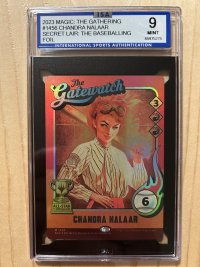 ISA
2023 MAGIC: THE GATHERING
#1456 CHANDRA NALAAR
SECRET LAIR: THE BASEBALLING
FOIL
9
MINT
INTERNATIONAL SPORTS AUTHENTICATION
The
Gatewatch
3
6
CHANDRA NALAAR